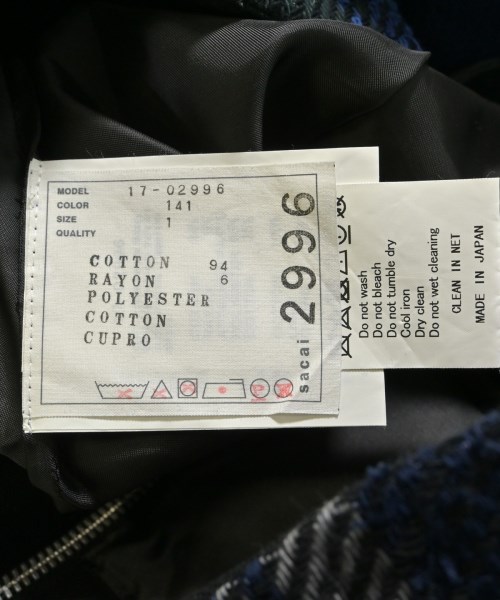 MODEL 17-02996
COLOR 141
SIZE 1
QUALITY
COTTON 94
RAYON 6
POLYESTER
COTTON
CUPRO
sacai 2996
Do not wash
Do not bleach
Do not tumble dry
Cool iron
Dry clean
Do not wet cleaning
CLEAN IN NET
MADE IN JAPAN